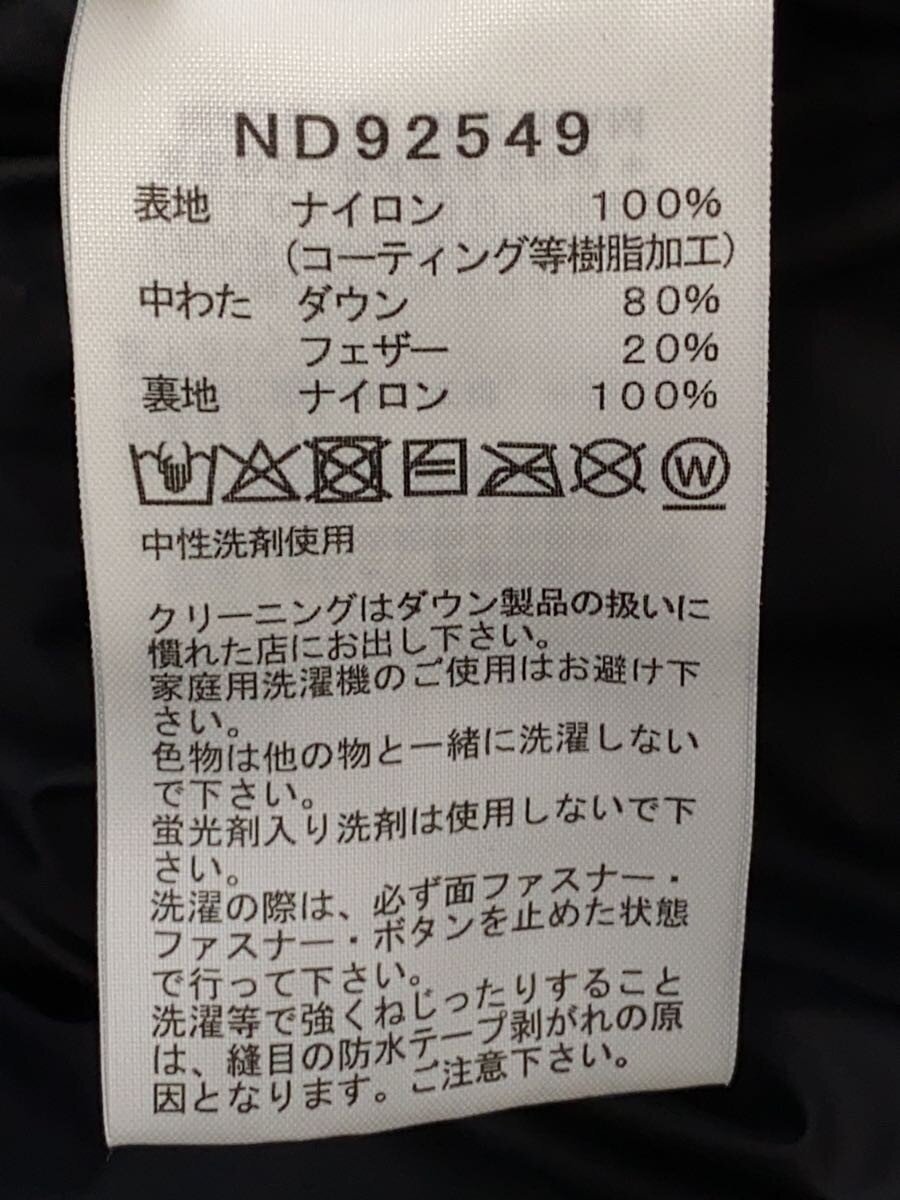 ND92549
表地 ナイロン 100%
(コーティング等樹脂加工)
中わた ダウン 80%
フェザー 20%
裏地 ナイロン 100%
W
中性洗剤使用
クリーニングはダウン製品の扱いに
慣れた店にお出し下さい。
家庭用洗濯機のご使用はお避け下
さい。
色物は他の物と一緒に洗濯しない
で下さい。
蛍光剤入り洗剤は使用しないで下
さい。
洗濯の際は、必ず面ファスナー・
ファスナー・ボタンを止めた状態
で行って下さい。
洗濯等で強くねじったりすること
は、縫目の防水テープ剥がれの原
因となります。ご注意下さい。